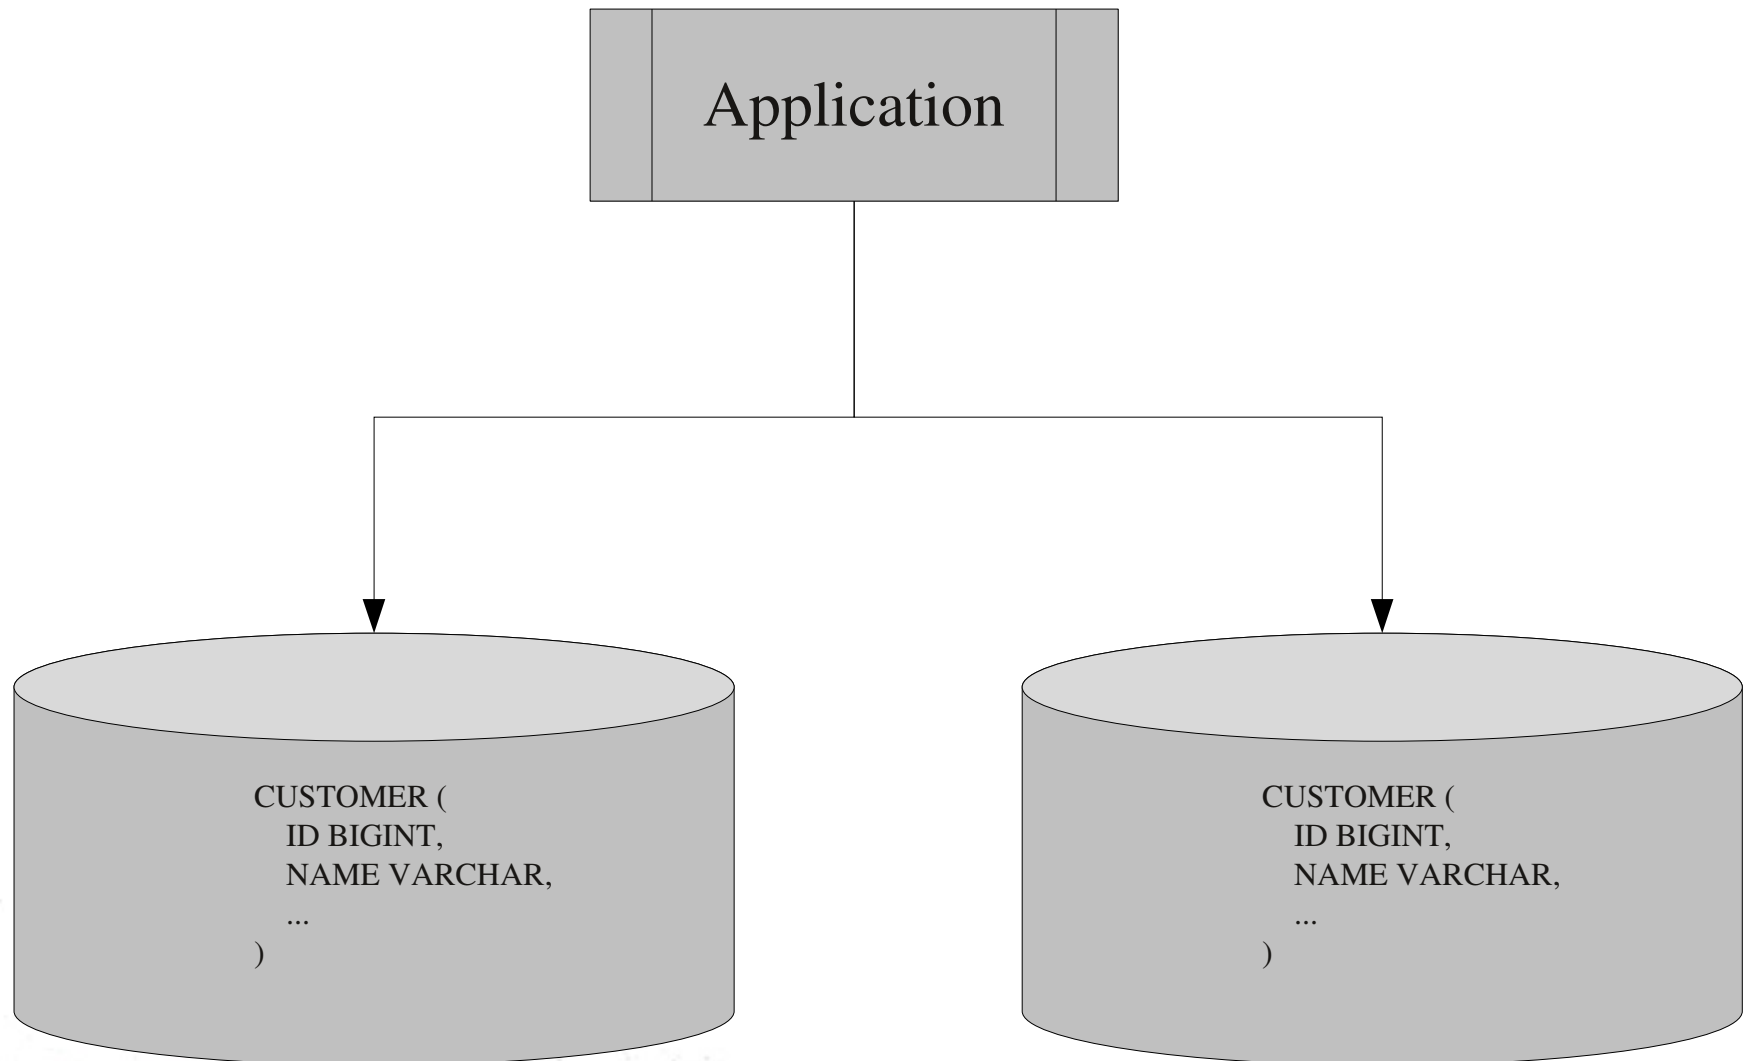 Application
CUSTOMER (
ID BIGINT,
NAME VARCHAR,
...
)
CUSTOMER (
ID BIGINT,
NAME VARCHAR,
...
)